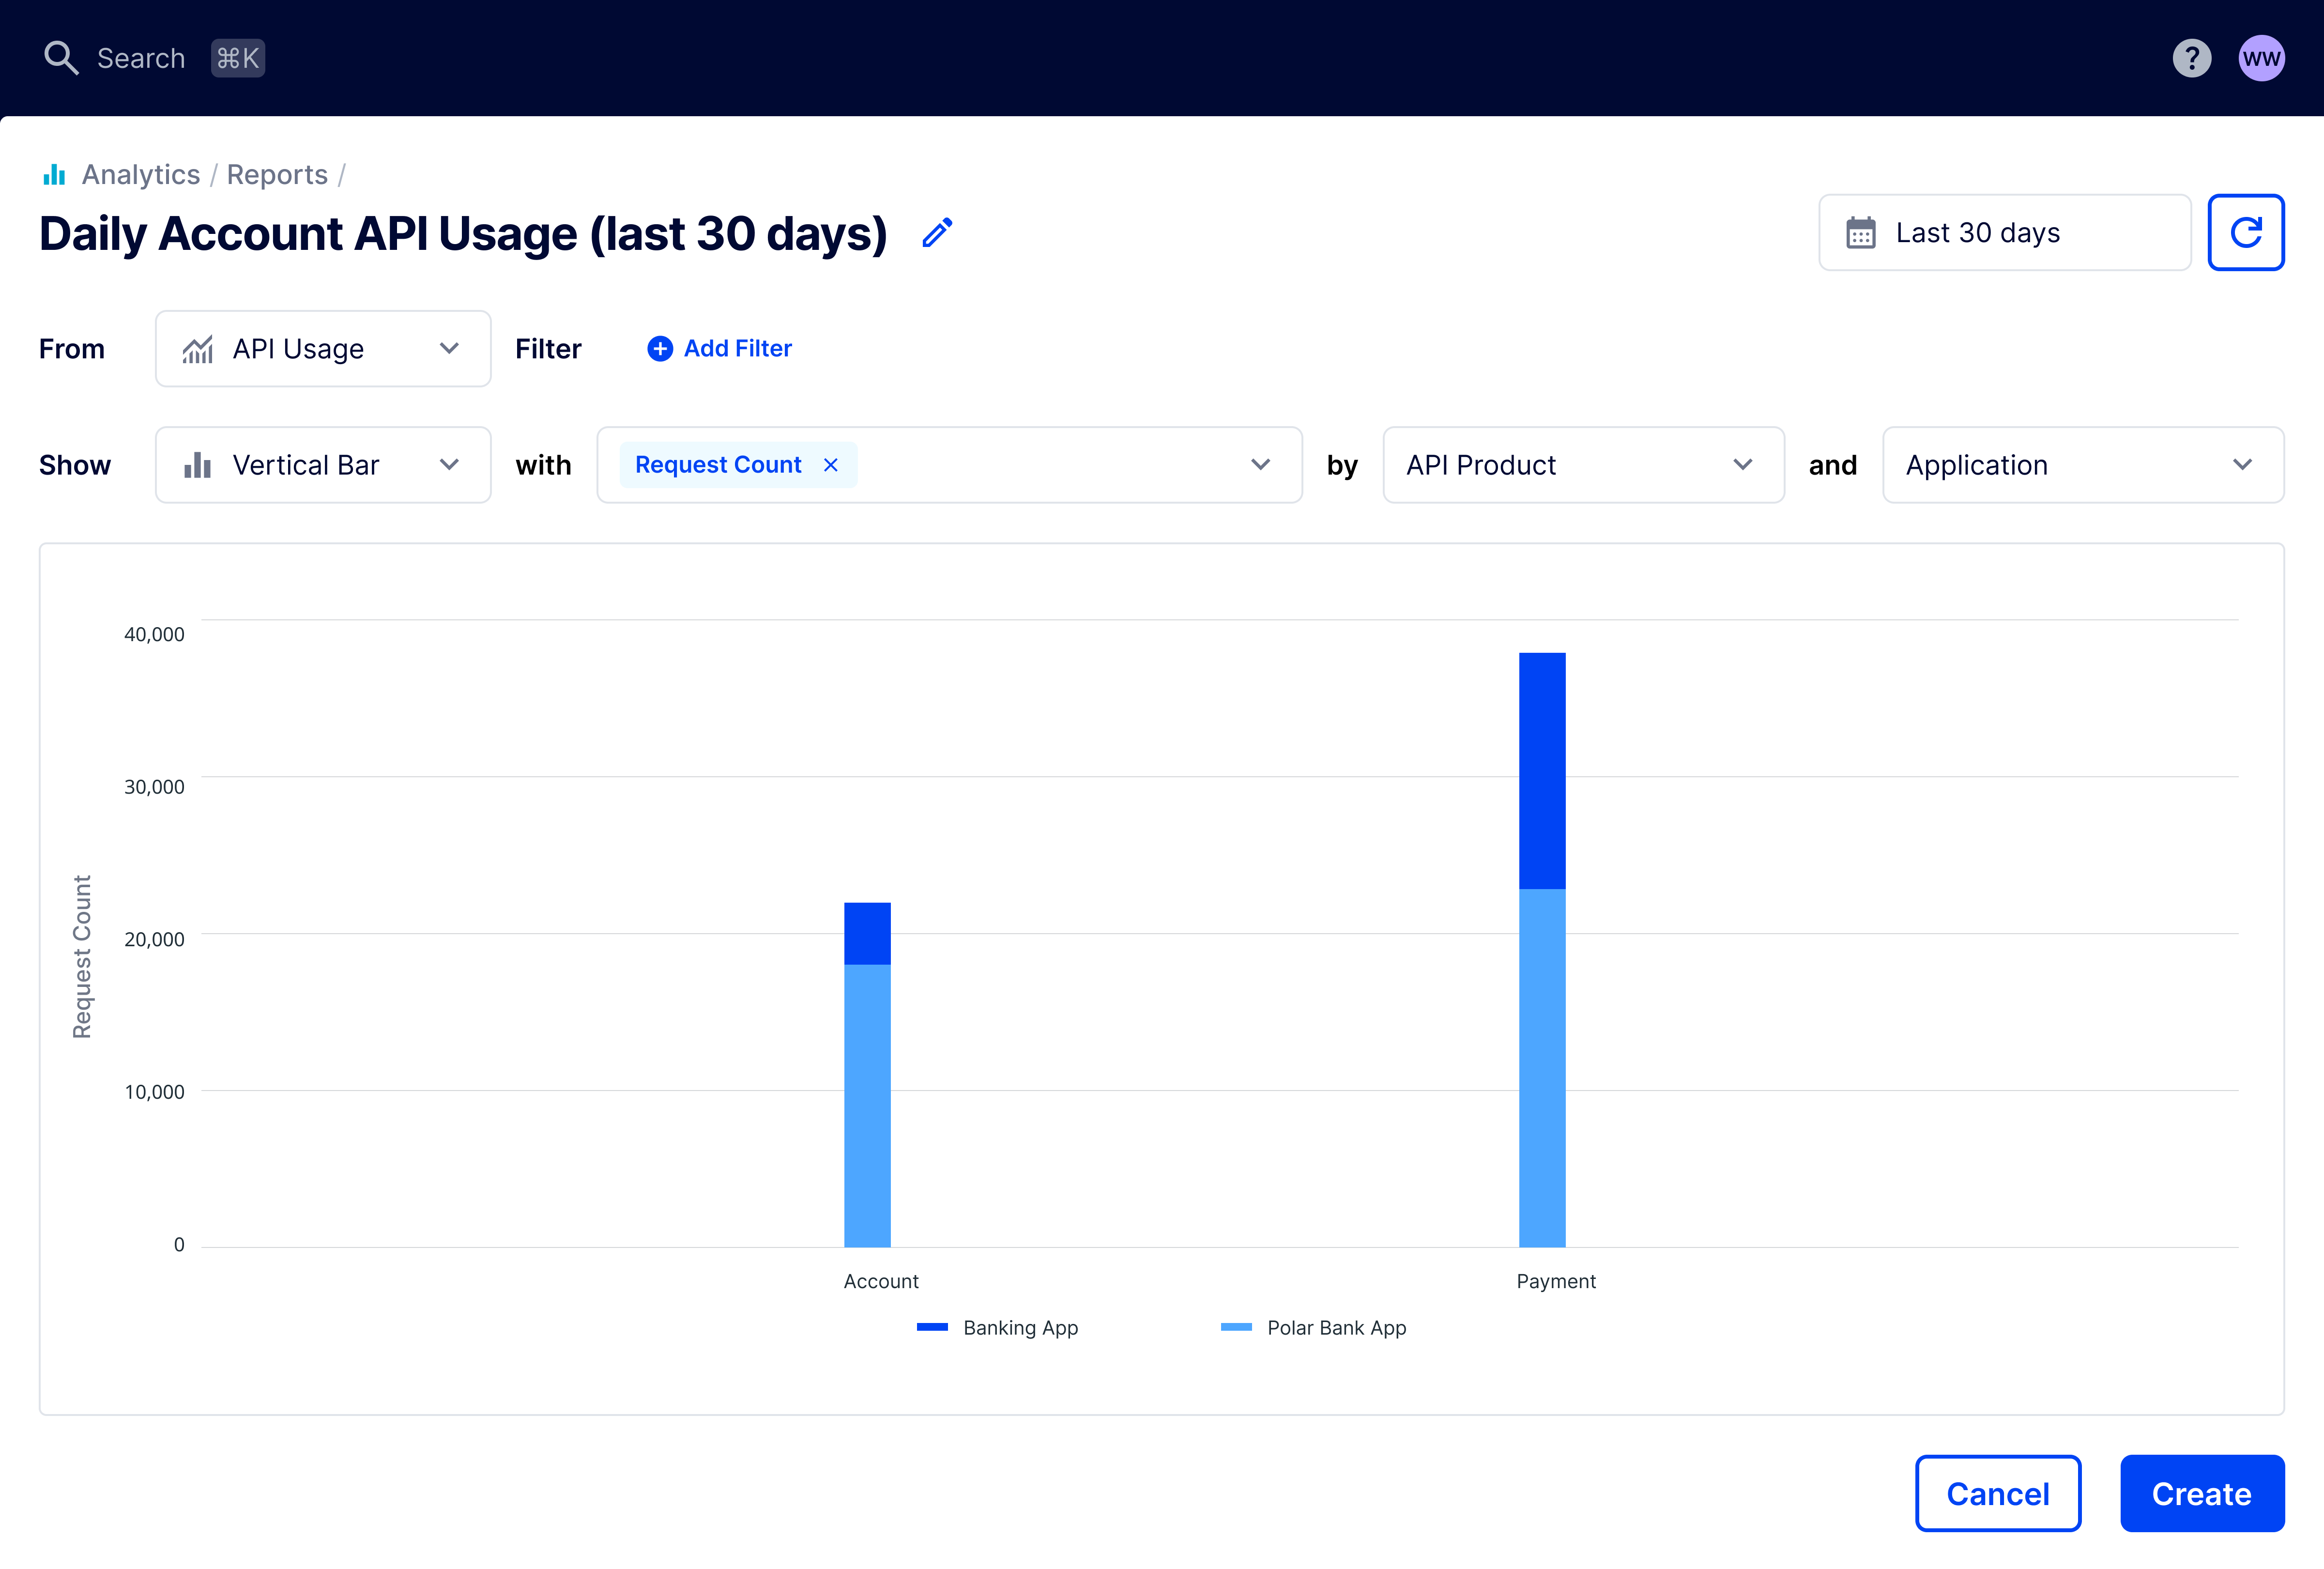 Search ⌘K
? WW
Analytics / Reports /
Daily Account API Usage (last 30 days)
Last 30 days
From API Usage Filter Add Filter
Show Vertical Bar with Request Count × by API Product and Application
Request Count
40,000
30,000
20,000
10,000
0
Account Payment
Banking App Polar Bank App
Cancel Create